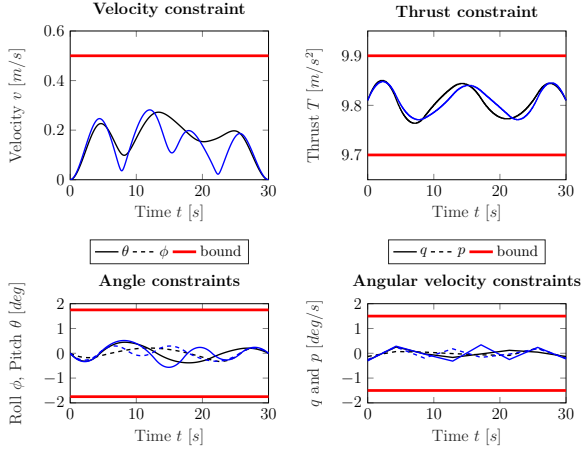 Velocity constraint
Velocity v [m/s]
0.6
0.4
0.2
0
0 10 20 30
Time t [s]
Thrust constraint
Thrust T [m/s²]
9.9
9.8
9.7
0 10 20 30
Time t [s]
θ ϕ bound
Angle constraints
Roll ϕ, Pitch θ [deg]
2
1
0
−1
−2
0 10 20 30
Time t [s]
q p bound
Angular velocity constraints
q and p [deg/s]
2
1
0
−1
−2
0 10 20 30
Time t [s]